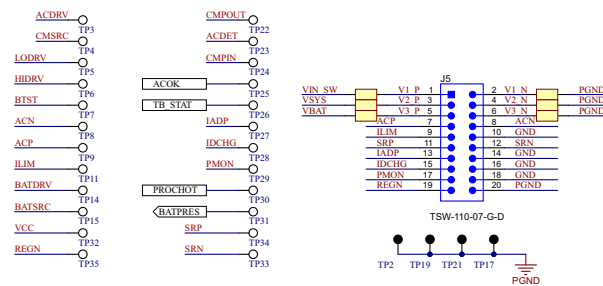 ACDRV
TP3
CMSRC
TP4
LODRV
TP5
HIDRV
TP6
BTST
TP7
ACN
TP8
ACP
TP9
ILIM
TP11
BATDRV
TP14
BATSRC
TP15
VCC
TP32
REGN
TP35
CMPOUT
TP22
ACDET
TP23
CMPIN
TP24
ACOK
TP25
TB_STAT
TP26
IADP
TP27
IDCHG
TP28
PMON
TP29
PROCHOT
TP30
BATPRES
TP31
SRP
TP34
SRN
TP33
J5
VIN_SW V1_P 1 2 V1_N PGND
VSYS V2_P 3 4 V2_N PGND
VBAT V3_P 5 6 V3_N PGND
ACP 7 8 ACN
ILIM 9 10 GND
SRP 11 12 SRN
IADP 13 14 GND
IDCHG 15 16 GND
PMON 17 18 GND
REGN 19 20 PGND
TSW-110-07-G-D
TP2 TP19 TP21 TP17
PGND